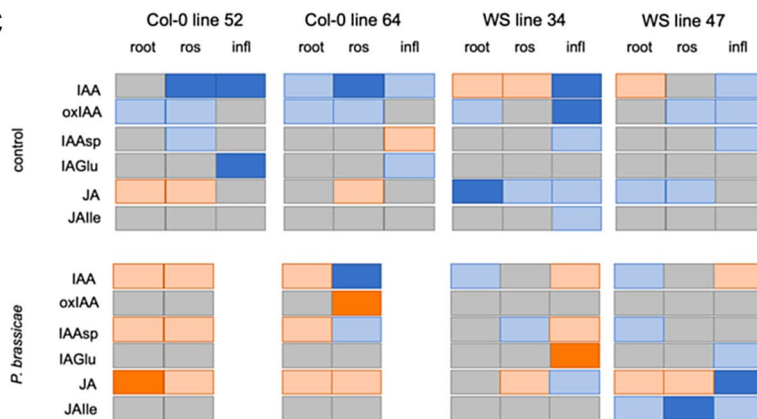 C
Col-0 line 52 Col-0 line 64 WS line 34 WS line 47
root ros infl root ros infl root ros infl root ros infl
control
IAA
oxIAA
IAAsp
IAGlu
JA
JAIle
P. brassicae
IAA
oxIAA
IAAsp
IAGlu
JA
JAIle